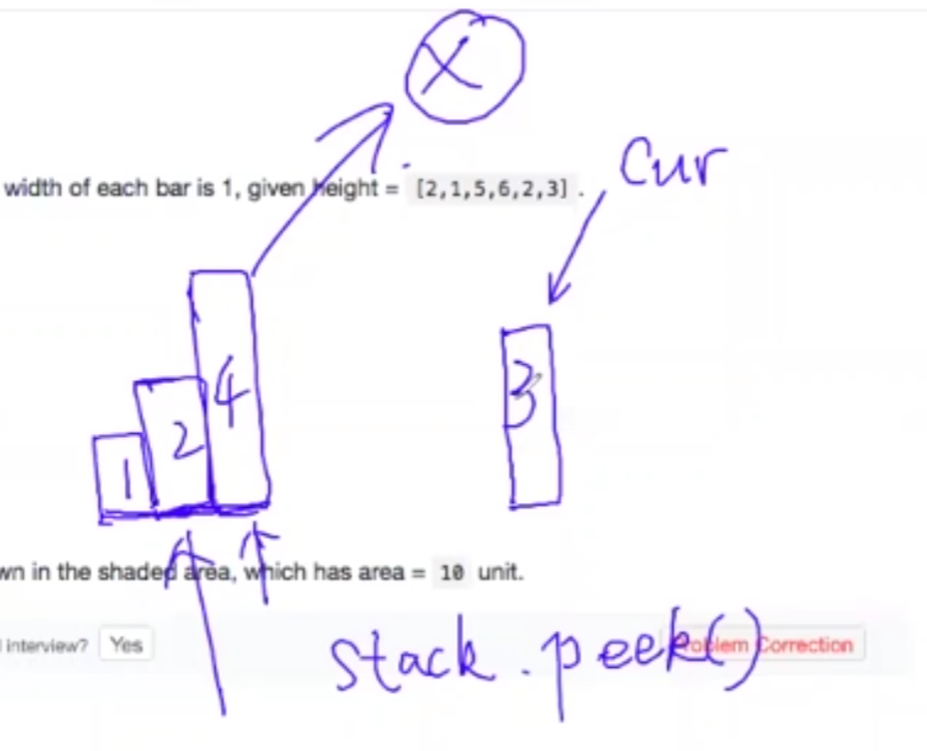 X
Cur
width of each bar is 1, given height = [2,1,5,6,2,3] .
4
3
2
1
wn in the shaded area, which has area = 10 unit.
interview? Yes
stack.peek()
oblem Correction